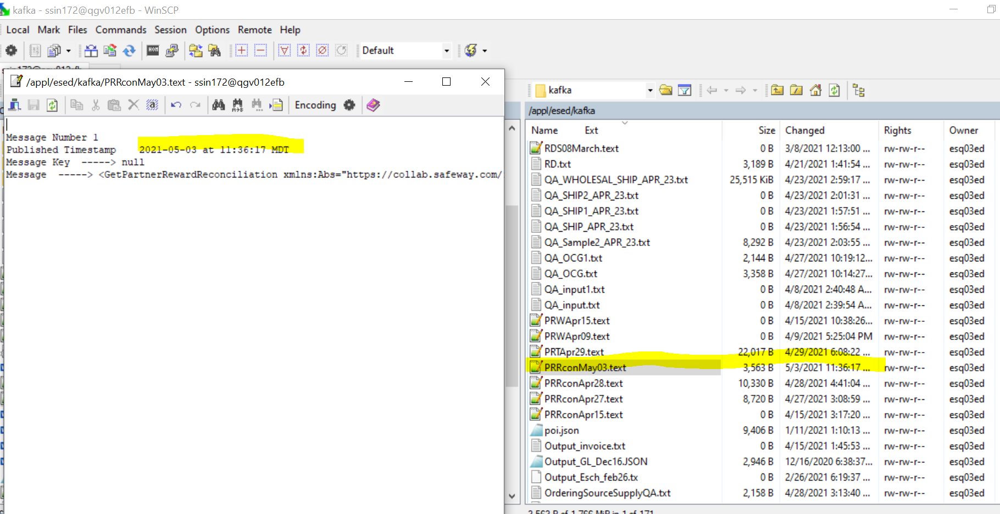 kafka - ssin172@qgv012efb - WinSCP
Local Mark Files Commands Session Options Remote Help
Default
/appl/esed/kafka/PRRconMay03.text - ssin172@qgv012efb
Encoding
Message Number 1
Published Timestamp 2021-05-03 at 11:36:17 MDT
Message Key -----> null
Message -----> <GetPartnerRewardReconciliation xmlns:Abs="https://collab.safeway.com/
kafka
/appl/esed/kafka
Name Ext Size Changed Rights Owner
RDS08March.text 0 B 3/8/2021 12:13:00 ... rw-rw-r-- esq03ed
RD.txt 3,189 B 4/21/2021 1:41:54 ... rw-rw-r-- esq03ed
QA_WHOLESAL_SHIP_APR_23.txt 25,515 KiB 4/23/2021 2:59:17 ... rw-rw-r-- esq03ed
QA_SHIP2_APR_23.txt 0 B 4/23/2021 2:01:31 ... rw-rw-r-- esq03ed
QA_SHIP1_APR_23.txt 0 B 4/23/2021 1:57:51 ... rw-rw-r-- esq03ed
QA_SHIP_APR_23.txt 0 B 4/23/2021 1:56:54 ... rw-rw-r-- esq03ed
QA_Sample2_APR_23.txt 8,292 B 4/23/2021 2:03:55 ... rw-rw-r-- esq03ed
QA_OCG1.txt 2,144 B 4/27/2021 10:19:12... rw-rw-r-- esq03ed
QA_OCG.txt 3,358 B 4/27/2021 10:14:27... rw-rw-r-- esq03ed
QA_input1.txt 0 B 4/8/2021 2:40:48 A... rw-rw-r-- esq03ed
QA_input.txt 0 B 4/8/2021 2:39:54 A... rw-rw-r-- esq03ed
PRWApr15.text 0 B 4/15/2021 10:38:26... rw-rw-r-- esq03ed
PRWApr09.text 0 B 4/9/2021 5:25:04 PM rw-rw-r-- esq03ed
PRTApr29.text 22,017 B 4/29/2021 6:08:22 ... rw-rw-r-- esq03ed
PRRconMay03.text 3,563 B 5/3/2021 11:36:17 ... rw-rw-r-- esq03ed
PRRconApr28.text 10,330 B 4/28/2021 4:41:04 ... rw-rw-r-- esq03ed
PRRconApr27.text 8,720 B 4/27/2021 3:08:59 ... rw-rw-r-- esq03ed
PRRconApr15.text 0 B 4/15/2021 3:17:20 ... rw-rw-r-- esq03ed
poi.json 9,406 B 1/11/2021 1:10:13 ... rw-rw-r-- esq03ed
Output_invoice.txt 0 B 4/15/2021 1:45:53 ... rw-rw-r-- esq03ed
Output_GL_Dec16.JSON 2,946 B 12/16/2020 6:38:37... rw-rw-r-- esq03ed
Output_Esch_feb26.tx 0 B 2/26/2021 6:19:37 ... rw-rw-r-- esq03ed
OrderingSourceSupplyQA.txt 2,158 B 4/28/2021 3:13:40 ... rw-rw-r-- esq03ed